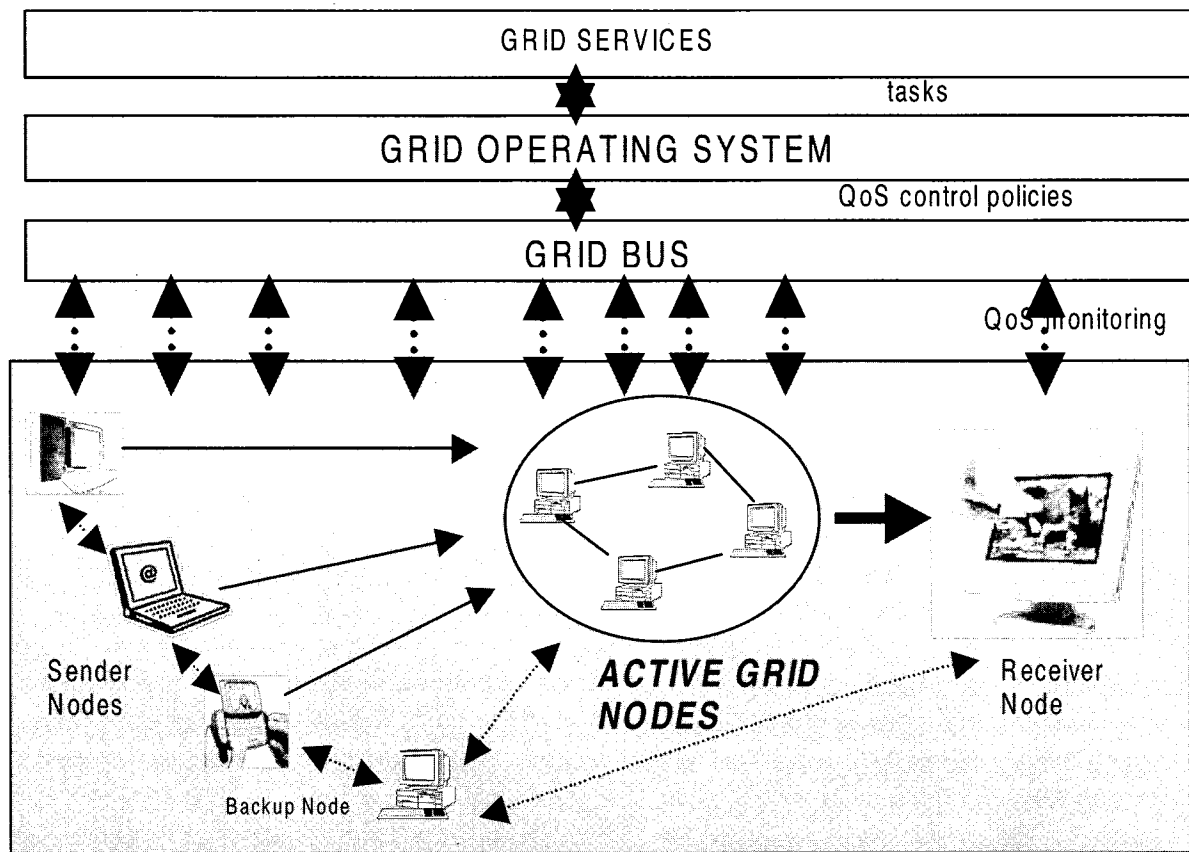 GRID SERVICES
tasks
GRID OPERATING SYSTEM
QoS control policies
GRID BUS
QoS monitoring
@
Sender
Nodes
ACTIVE GRID
NODES
Receiver
Node
Backup Node